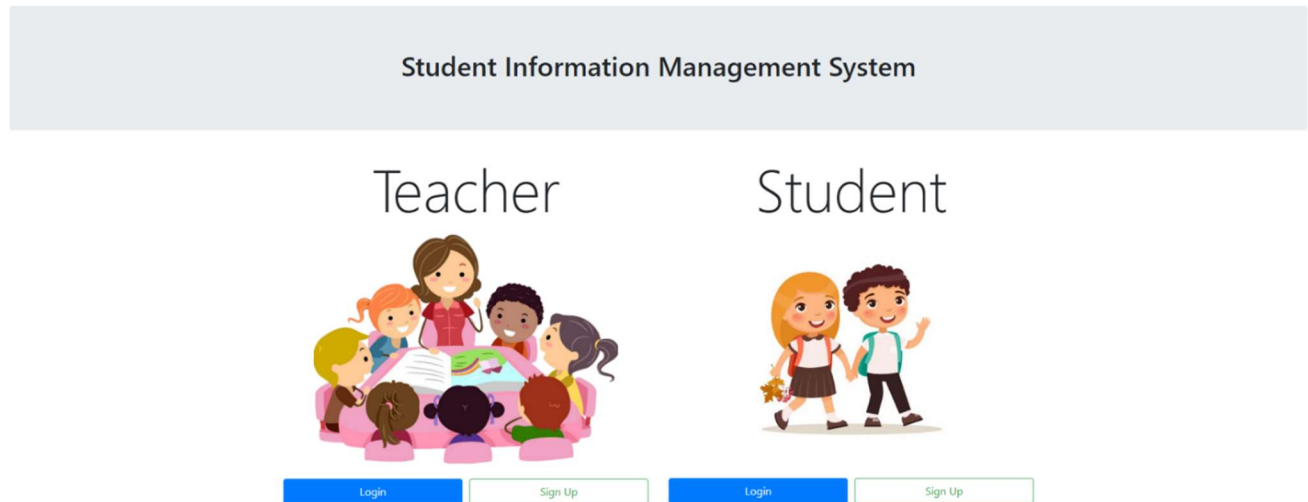 Student Information Management System
Teacher
Student
Login
Sign Up
Login
Sign Up